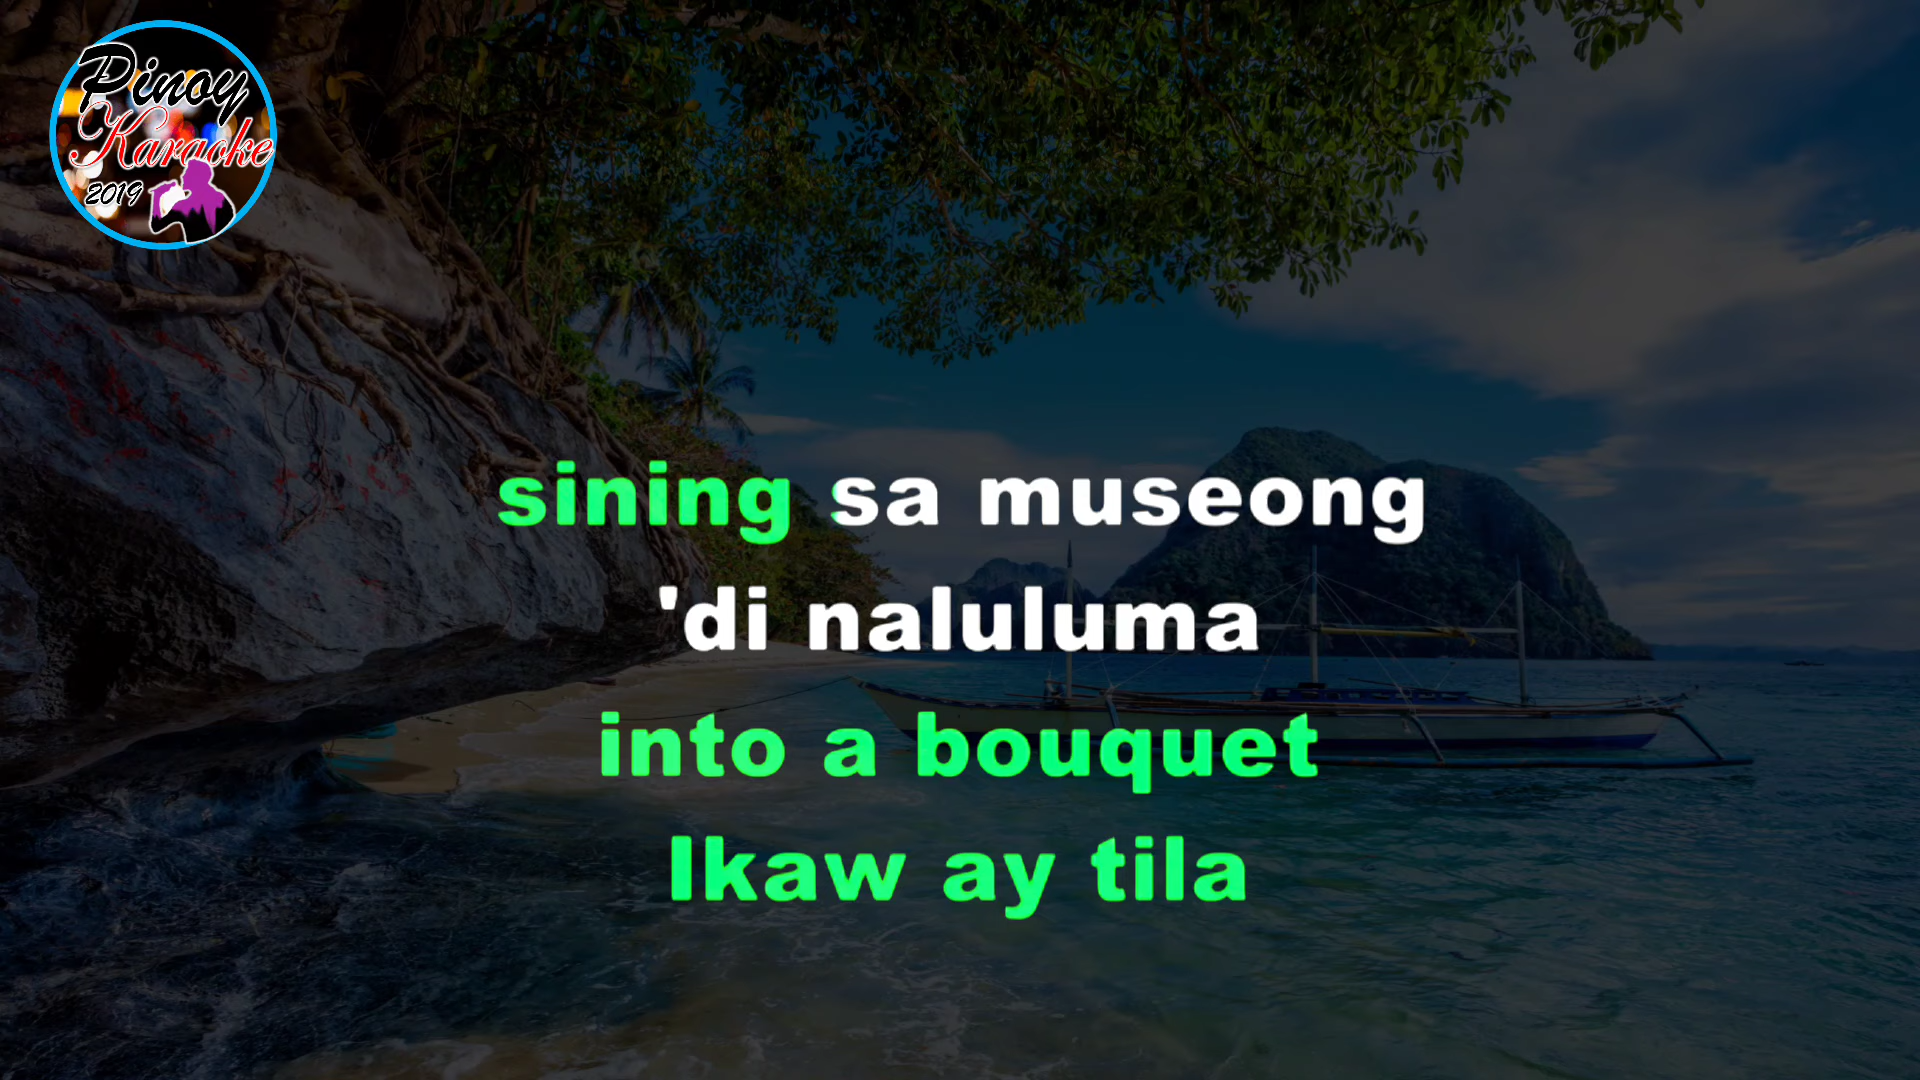 Pinoy
Karaoke
2019
sining sa museong
'di naluluma
into a bouquet
Ikaw ay tila